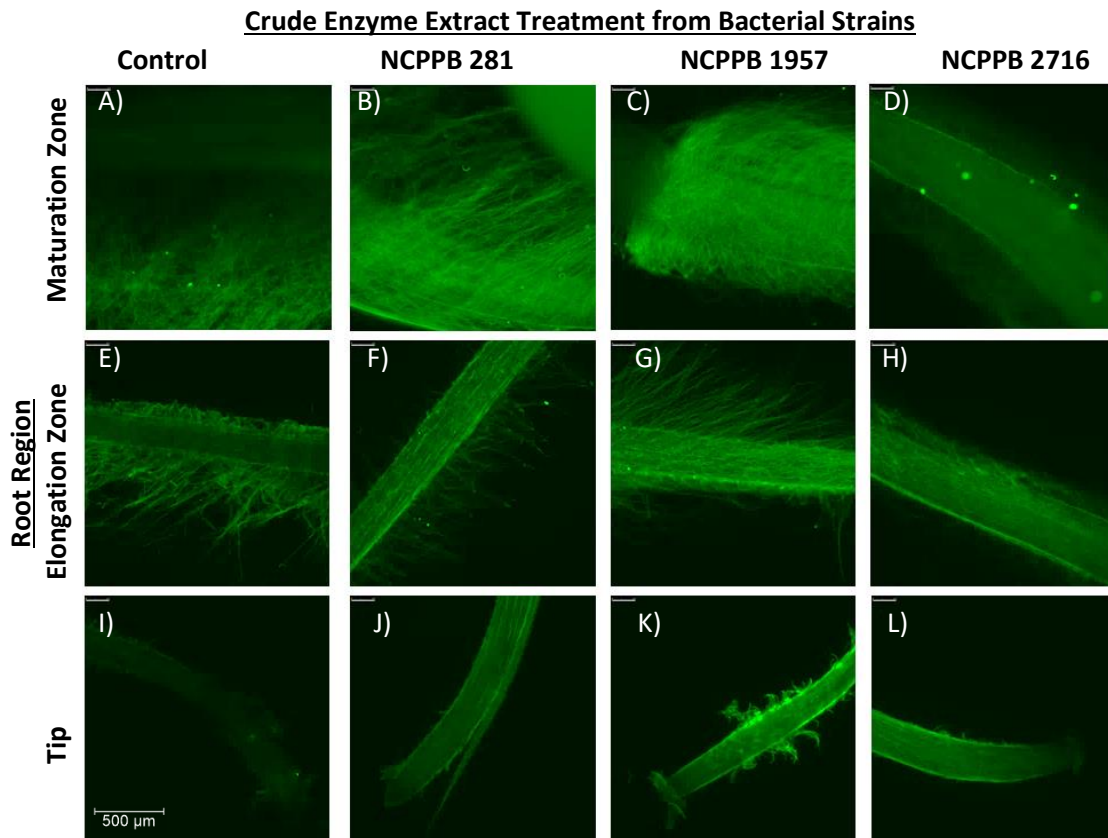 Crude Enzyme Extract Treatment from Bacterial Strains
Control NCPPB 281 NCPPB 1957 NCPPB 2716
Root Region
Maturation Zone
A) B) C) D)
Elongation Zone
E) F) G) H)
Tip
I) J) K) L)
500 µm